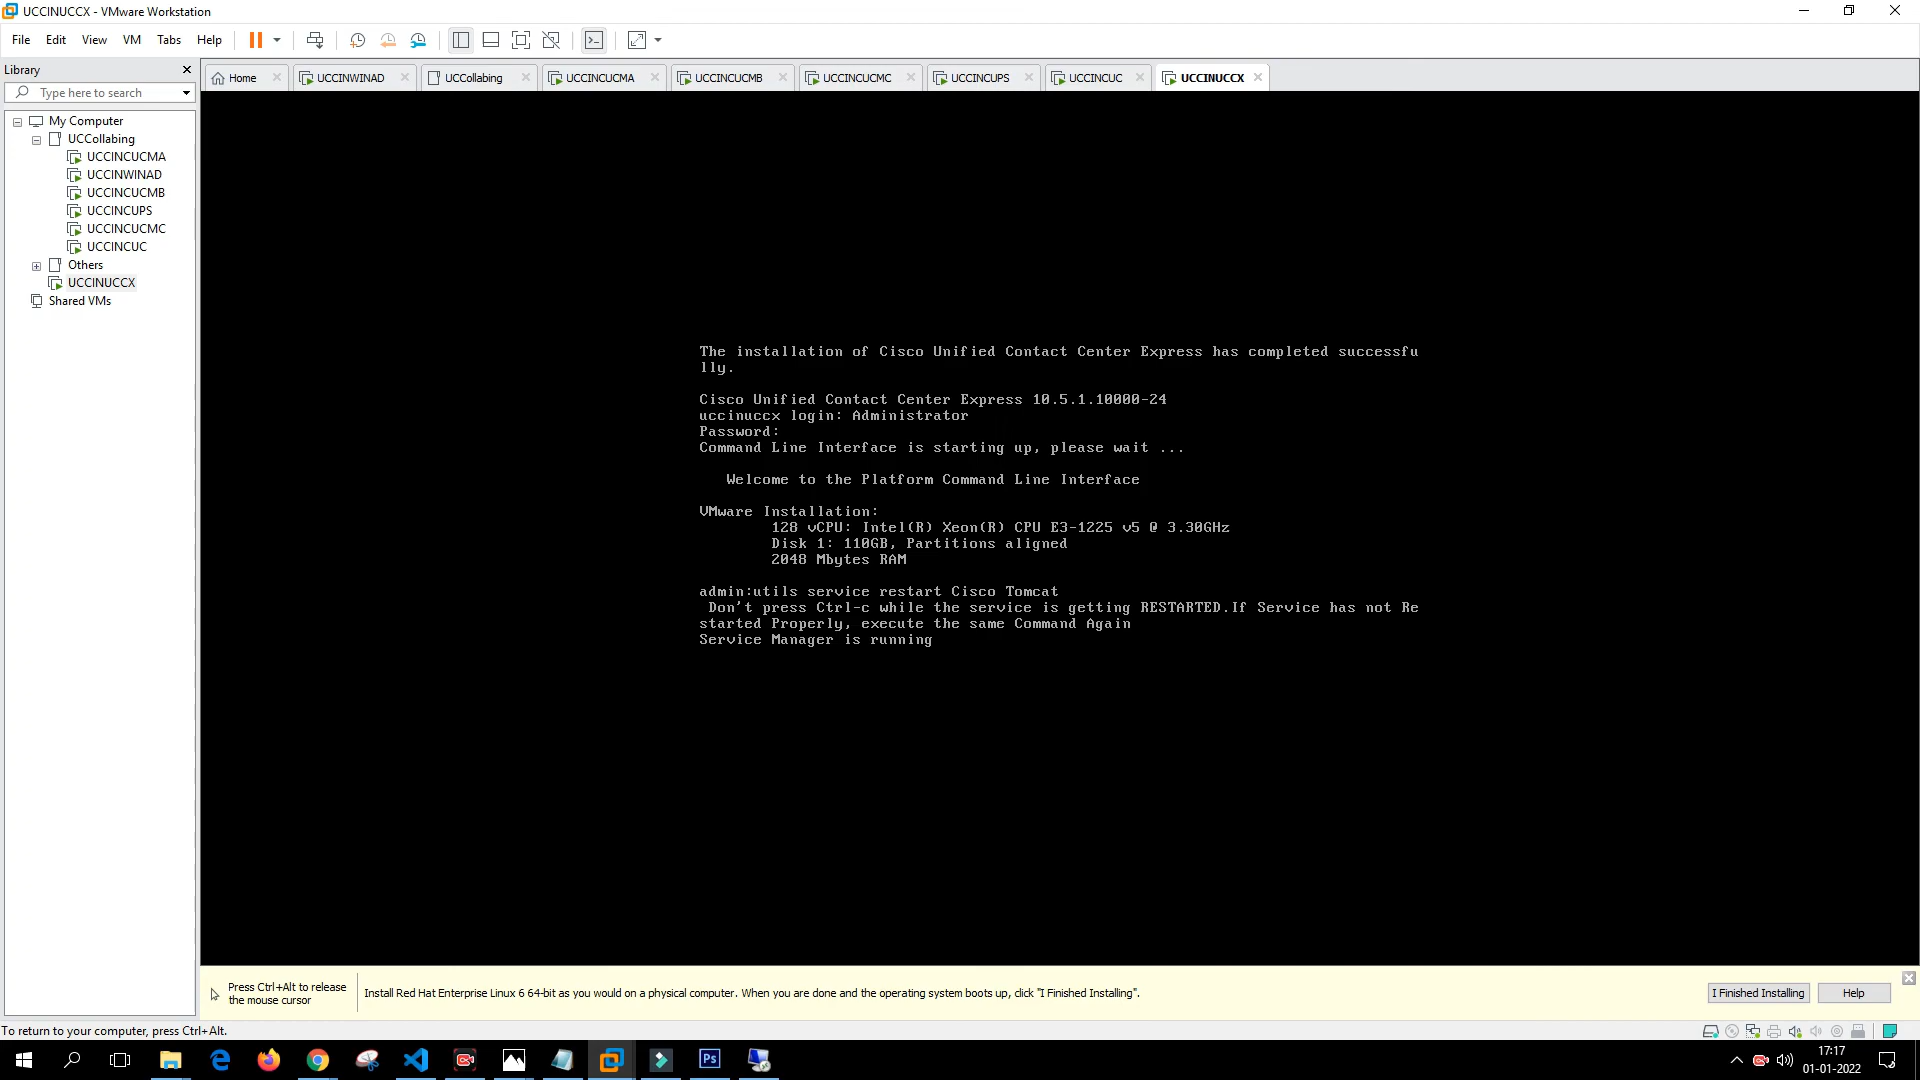 UCCINUCCX - VMware Workstation
File Edit View VM Tabs Help
Library
Type here to search
Home UCCINWINAD UCCollabing UCCINCUCMA UCCINCUCMB UCCINCUCMC UCCINCUPS UCCINCUC UCCINUCCX
My Computer
UCCollabing
UCCINCUCMA
UCCINWINAD
UCCINCUCMB
UCCINCUPS
UCCINCUCMC
UCCINCUC
Others
UCCINUCCX
Shared VMs
The installation of Cisco Unified Contact Center Express has completed successfu
lly.
Cisco Unified Contact Center Express 10.5.1.10000-24
uccinuccx login: Administrator
Password:
Command Line Interface is starting up, please wait ...
Welcome to the Platform Command Line Interface
VMware Installation:
128 vCPU: Intel(R) Xeon(R) CPU E3-1225 v5 @ 3.30GHz
Disk 1: 110GB, Partitions aligned
2048 Mbytes RAM
admin:utils service restart Cisco Tomcat
Don't press Ctrl-c while the service is getting RESTARTED.If Service has not Re
started Properly, execute the same Command Again
Service Manager is running
Press Ctrl+Alt to release
the mouse cursor
Install Red Hat Enterprise Linux 6 64-bit as you would on a physical computer. When you are done and the operating system boots up, click "I Finished Installing".
I Finished Installing Help
To return to your computer, press Ctrl+Alt.
Ps
17:17
01-01-2022